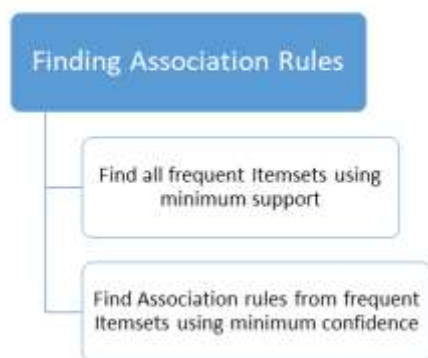 Finding Association Rules
Find all frequent Itemsets using
minimum support
Find Association rules from frequent
Itemsets using minimum confidence